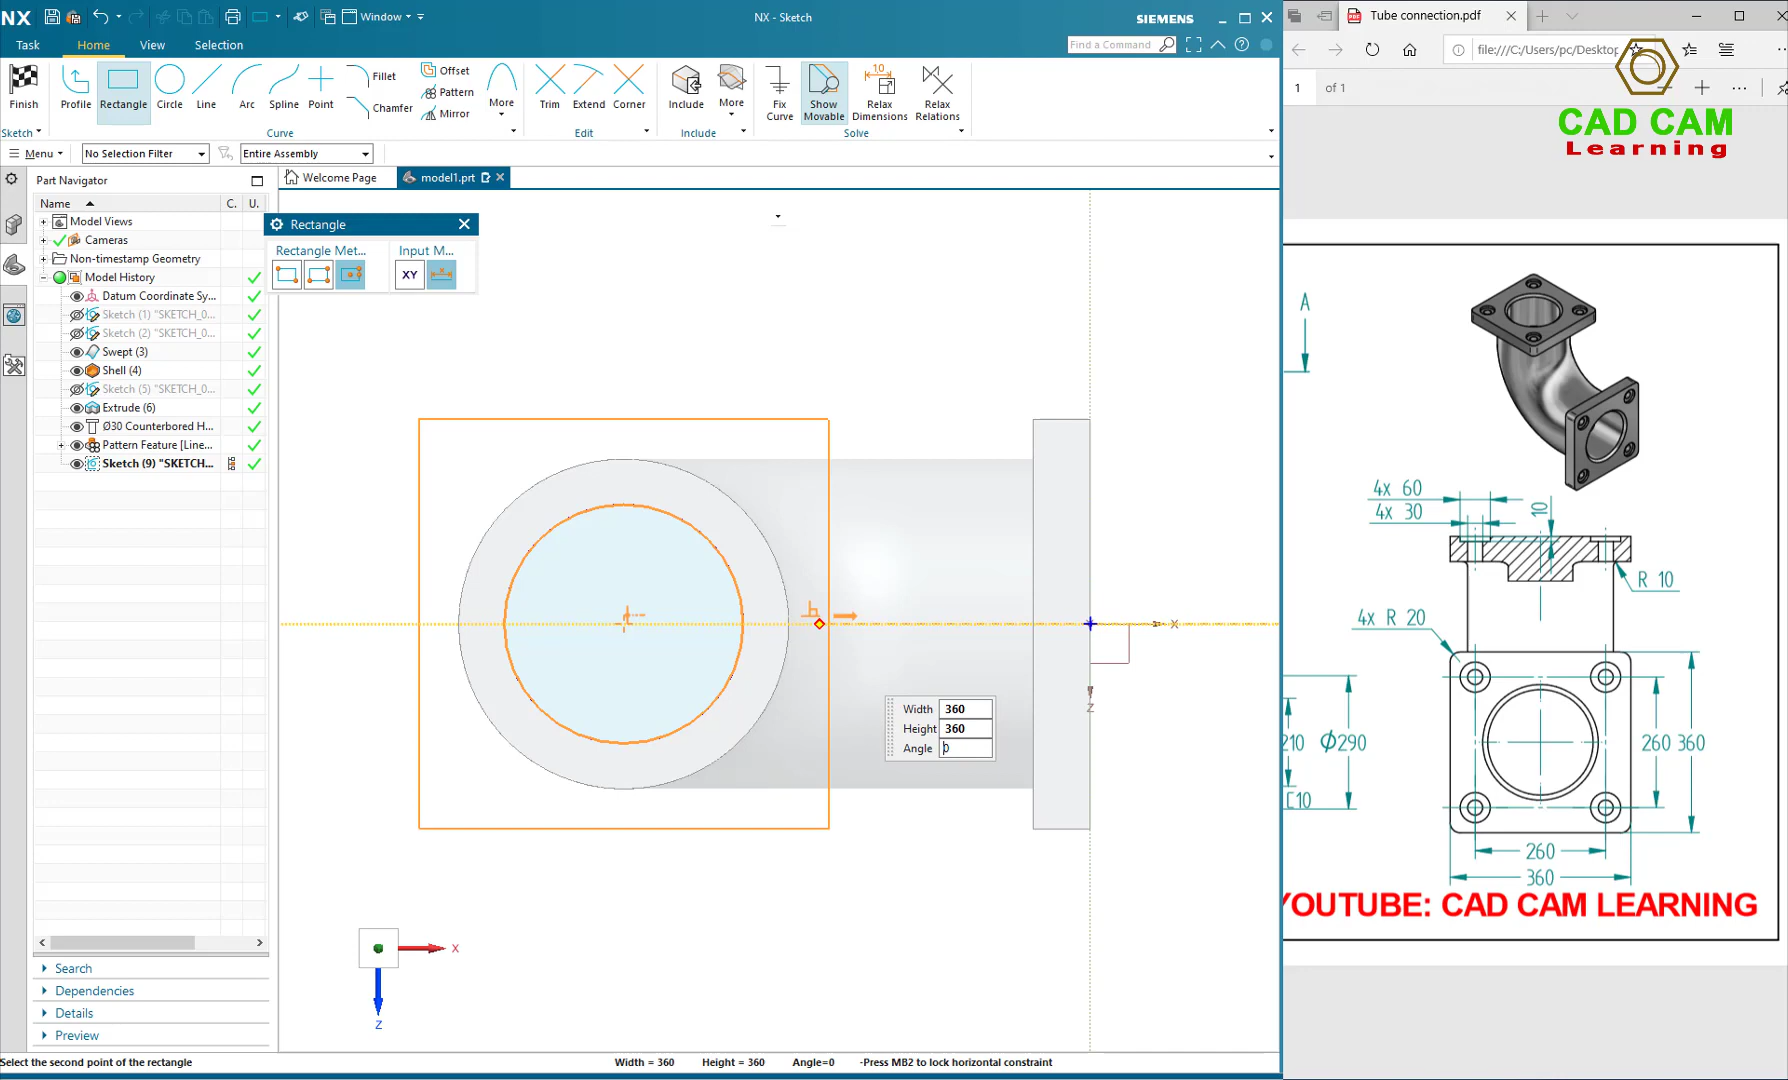 NX
Window
NX - Sketch
SIEMENS
Task
Home
View
Selection
Find a Command
Finish
Profile
Rectangle
Circle
Line
Arc
Spline
Point
Fillet
Chamfer
Offset
Pattern
Mirror
More
Trim
Extend
Corner
Include
More
Fix
Curve
Show
Movable
Relax
Dimensions
Relax
Relations
Sketch
Curve
Edit
Include
Solve
Menu
No Selection Filter
Entire Assembly
Part Navigator
Welcome Page
model1.prt
Name
C.
U.
Model Views
Cameras
Non-timestamp Geometry
Model History
Datum Coordinate Sy...
Sketch (1) "SKETCH_0...
Sketch (2) "SKETCH_0...
Swept (3)
Shell (4)
Sketch (5) "SKETCH_0...
Extrude (6)
Ø30 Counterbored H...
Pattern Feature [Line...
Sketch (9) "SKETCH...
Rectangle
Rectangle Met...
Input M...
XY
Width 360
Height 360
Angle 0
X
Z
X
Z
Search
Dependencies
Details
Preview
Select the second point of the rectangle
Width = 360
Height = 360
Angle=0
-Press MB2 to lock horizontal constraint
Tube connection.pdf
file:///C:/Users/pc/Desktop
1
of 1
CAD CAM
Learning
A
4x 60
4x 30
10
R 10
4x R 20
210
Ø290
260
360
260
360
YOUTUBE: CAD CAM LEARNING